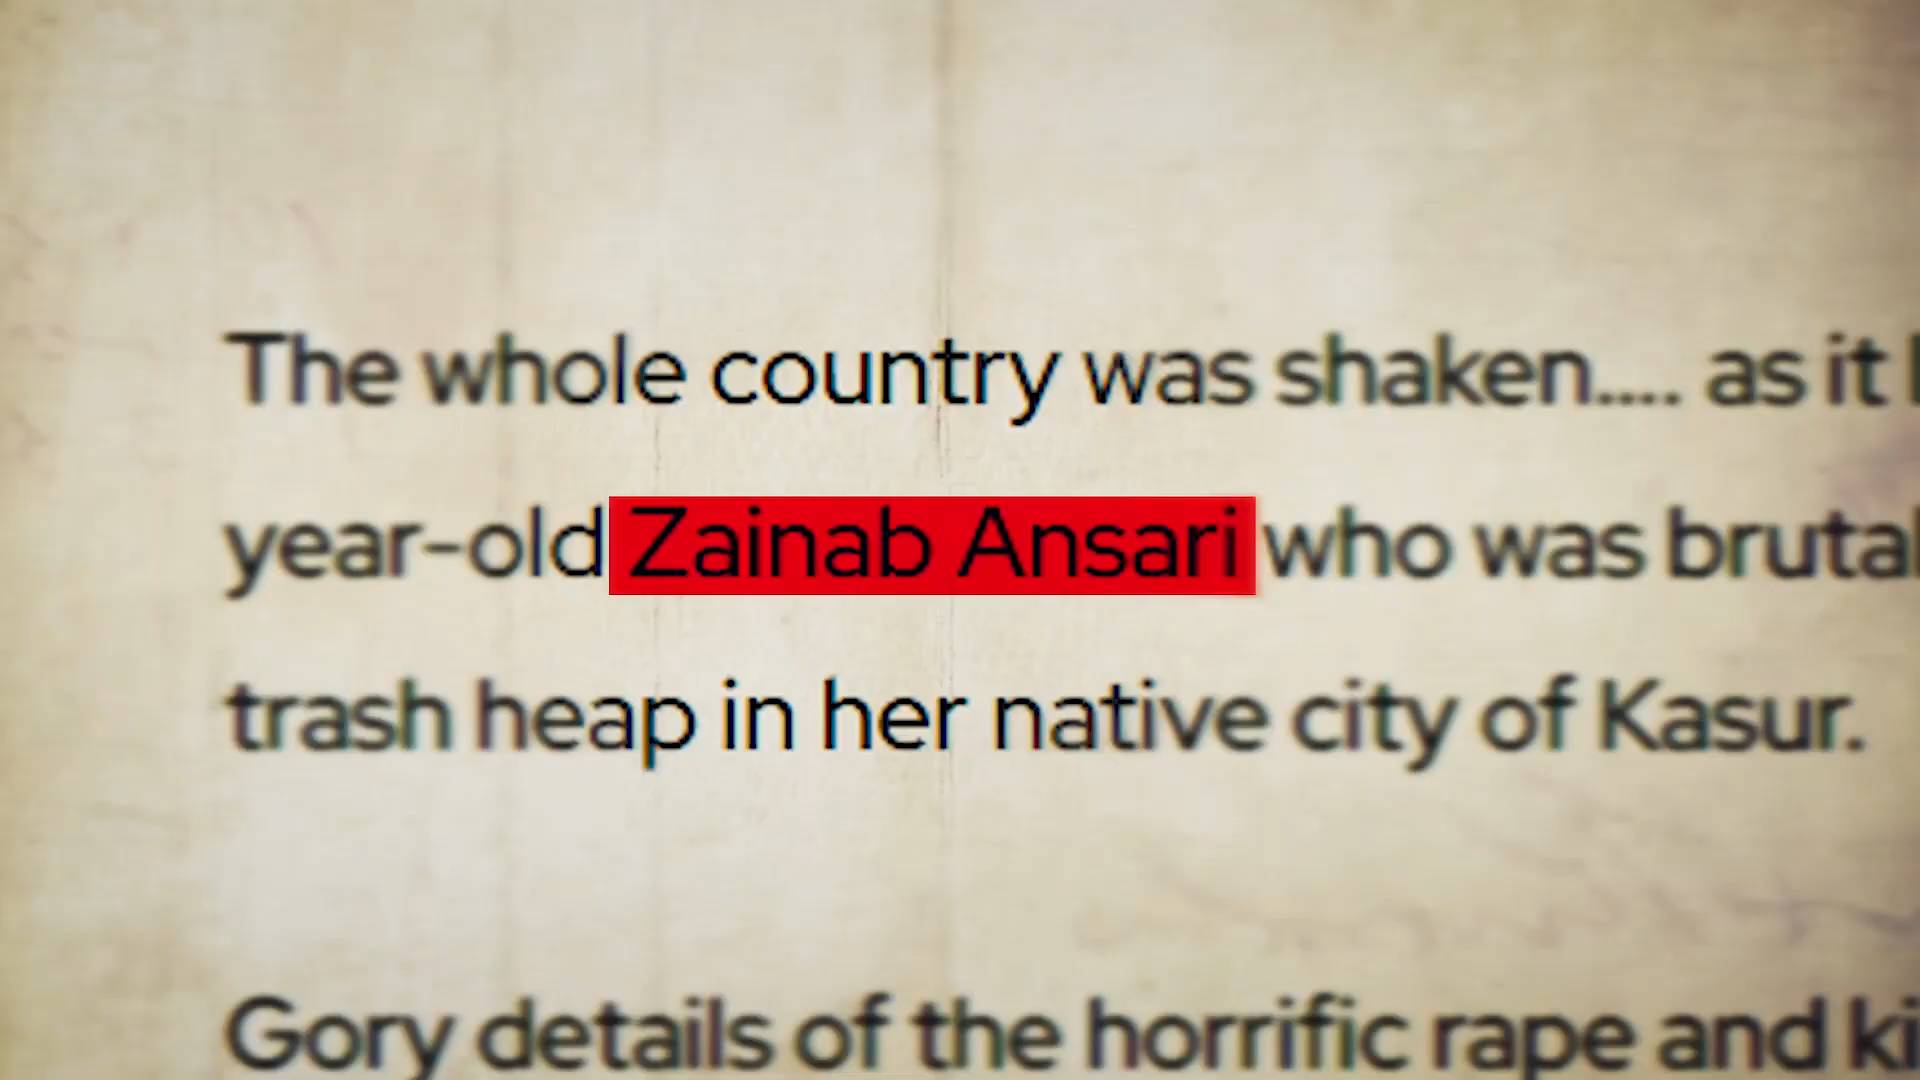 The whole country was shaken.... as it
year-old Zainab Ansari who was
trash heap in her native city of Kasur.
Gory details of the horrific rape and